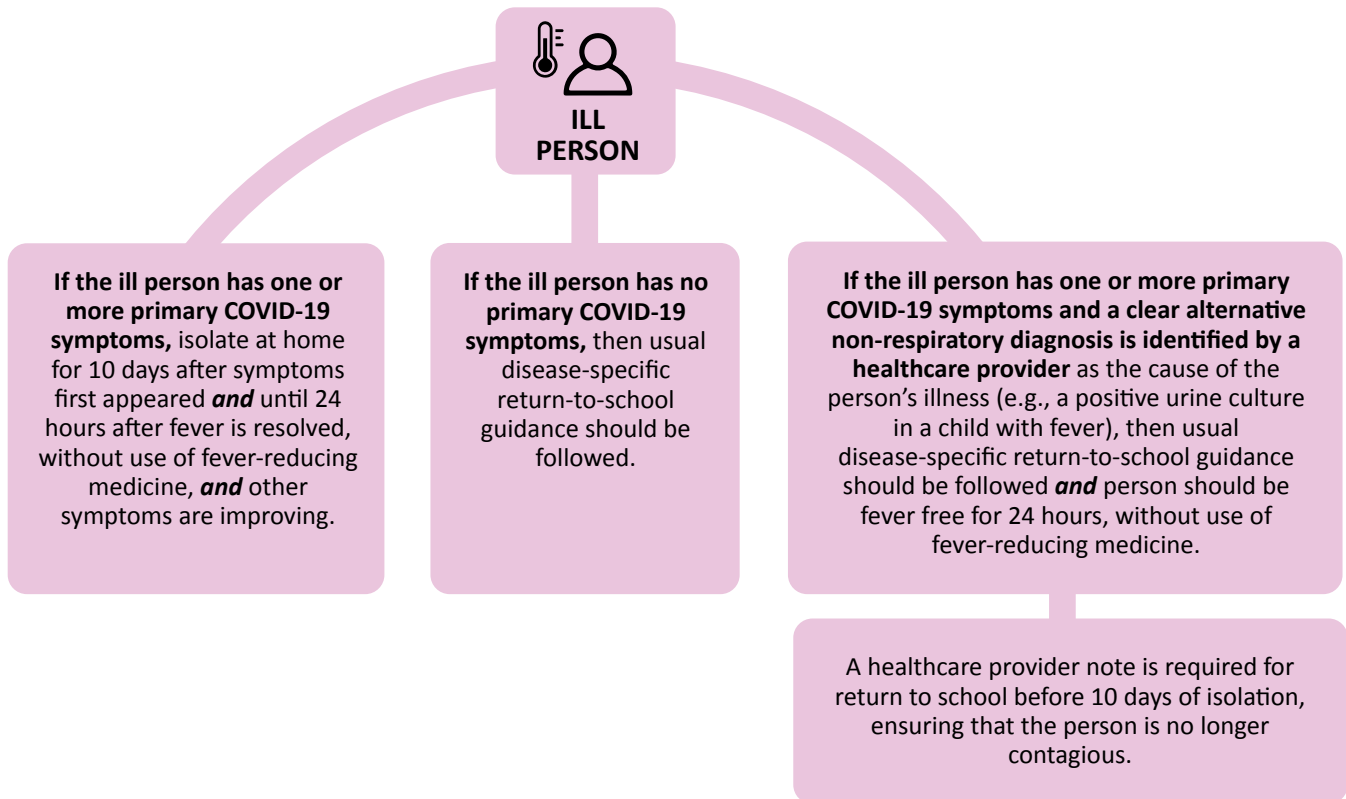 ILL
PERSON
If the ill person has one or
more primary COVID-19
symptoms, isolate at home
for 10 days after symptoms
first appeared and until 24
hours after fever is resolved,
without use of fever-reducing
medicine, and other
symptoms are improving.
If the ill person has no
primary COVID-19
symptoms, then usual
disease-specific
return-to-school
guidance should be
followed.
If the ill person has one or more primary
COVID-19 symptoms and a clear alternative
non-respiratory diagnosis is identified by a
healthcare provider as the cause of the
person's illness (e.g., a positive urine culture
in a child with fever), then usual
disease-specific return-to-school guidance
should be followed and person should be
fever free for 24 hours, without use of
fever-reducing medicine.
A healthcare provider note is required for
return to school before 10 days of isolation,
ensuring that the person is no longer
contagious.